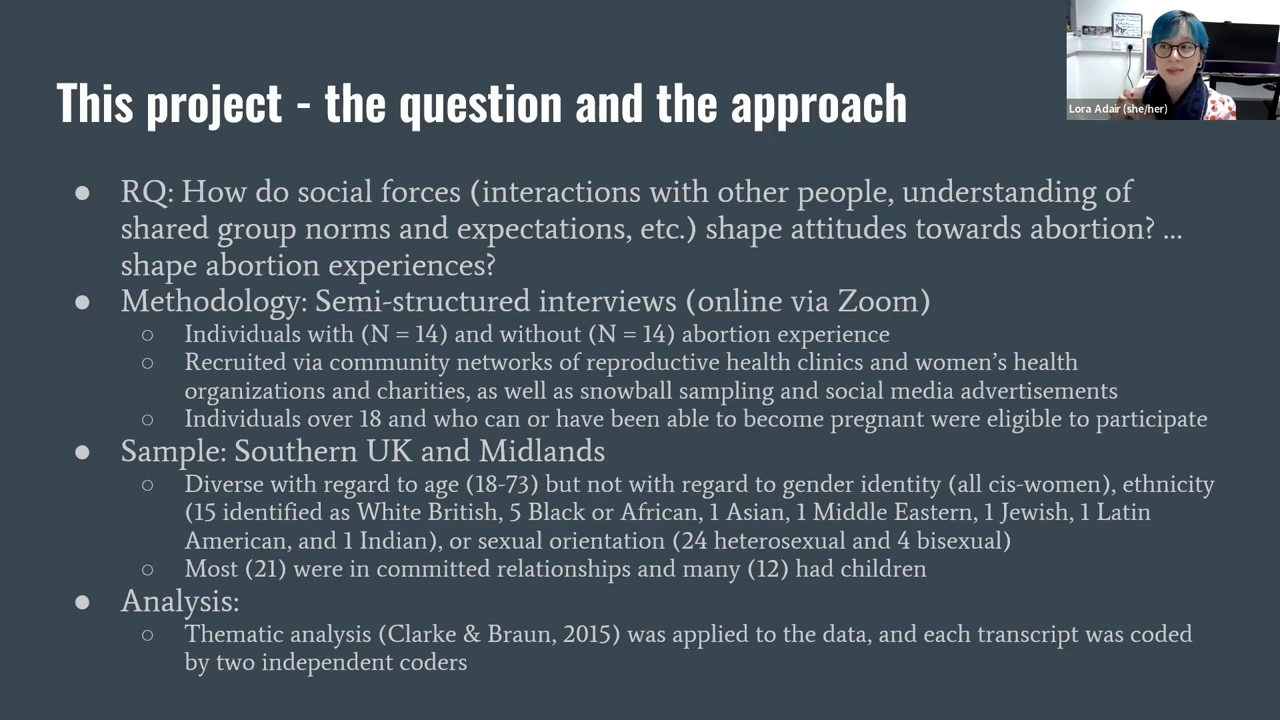 This project - the question and the approach
Lora Adair (she/her)
● RQ: How do social forces (interactions with other people, understanding of
shared group norms and expectations, etc.) shape attitudes towards abortion? ...
shape abortion experiences?
● Methodology: Semi-structured interviews (online via Zoom)
○ Individuals with (N = 14) and without (N = 14) abortion experience
○ Recruited via community networks of reproductive health clinics and women’s health
organizations and charities, as well as snowball sampling and social media advertisements
○ Individuals over 18 and who can or have been able to become pregnant were eligible to participate
● Sample: Southern UK and Midlands
○ Diverse with regard to age (18-73) but not with regard to gender identity (all cis-women), ethnicity
(15 identified as White British, 5 Black or African, 1 Asian, 1 Middle Eastern, 1 Jewish, 1 Latin
American, and 1 Indian), or sexual orientation (24 heterosexual and 4 bisexual)
○ Most (21) were in committed relationships and many (12) had children
● Analysis:
○ Thematic analysis (Clarke & Braun, 2015) was applied to the data, and each transcript was coded
by two independent coders